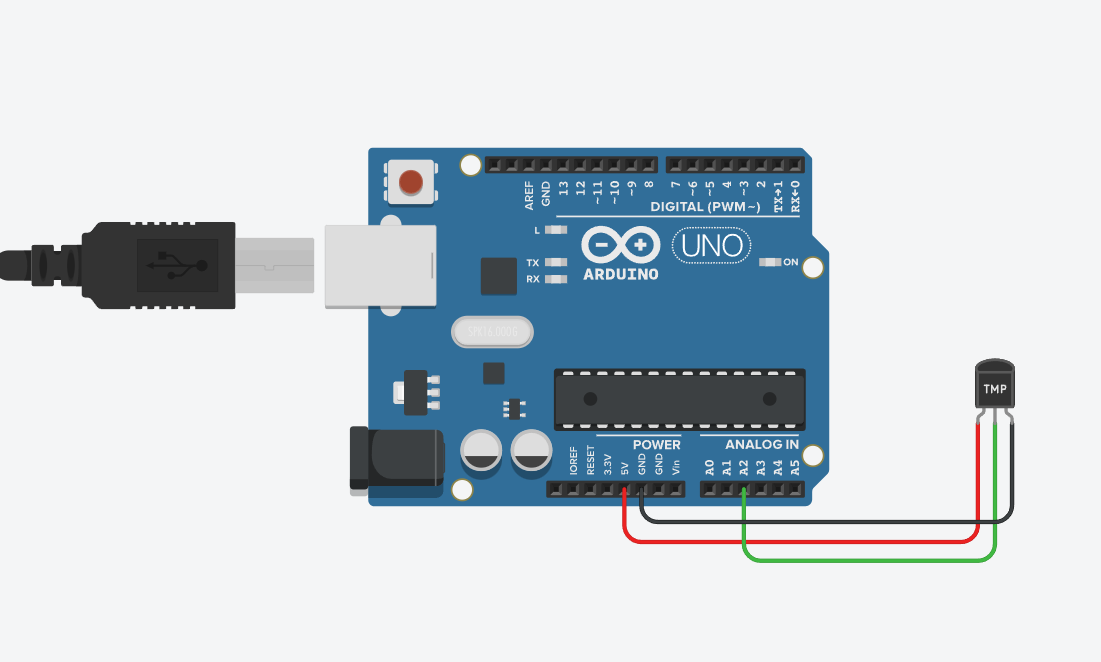 AREF
GND
13
12
~11
~10
~9
8
7
~6
~5
4
~3
2
TX→1
RX←0
DIGITAL (PWM ~)
L
TX
RX
ARDUINO
UNO
ON
TMP
POWER
ANALOG IN
IOREF
RESET
3.3V
5V
GND
GND
Vin
A0
A1
A2
A3
A4
A5